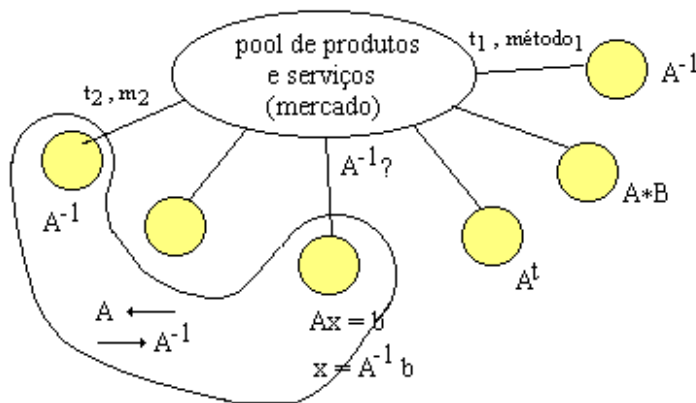 pool de produtos
e serviços
(mercado)
t₁, método₁
A⁻¹
t₂, m₂
A⁻¹?
A*B
A⁻¹
Aᵗ
A ←
→ A⁻¹
Ax = b
x = A⁻¹ b